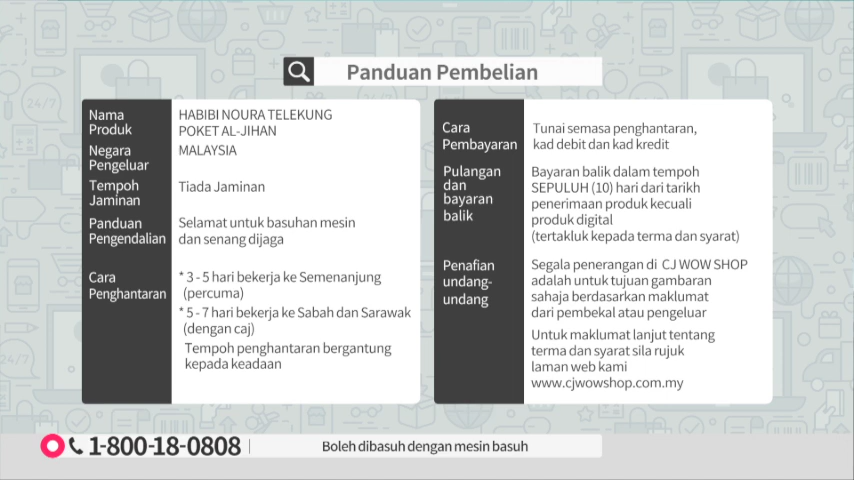 Panduan Pembelian
Nama
Produk
HABIBI NOURA TELEKUNG
POKET AL-JIHAN
Negara
Pengeluar
MALAYSIA
Tempoh
Jaminan
Tiada Jaminan
Panduan
Pengendalian
Selamat untuk basuhan mesin
dan senang dijaga
Cara
Penghantaran
* 3 - 5 hari bekerja ke Semenanjung
(percuma)
* 5 - 7 hari bekerja ke Sabah dan Sarawak
(dengan caj)
Tempoh penghantaran bergantung
kepada keadaan
Cara
Pembayaran
Tunai semasa penghantaran,
kad debit dan kad kredit
Pulangan
dan
bayaran
balik
Bayaran balik dalam tempoh
SEPULUH (10) hari dari tarikh
penerimaan produk kecuali
produk digital
(tertakluk kepada terma dan syarat)
Penafian
undang-
undang
Segala penerangan di CJ WOW SHOP
adalah untuk tujuan gambaran
sahaja berdasarkan maklumat
dari pembekal atau pengeluar
Untuk maklumat lanjut tentang
terma dan syarat sila rujuk
laman web kami
www.cjwowshop.com.my
1-800-18-0808
Boleh dibasuh dengan mesin basuh
24/7
24/7